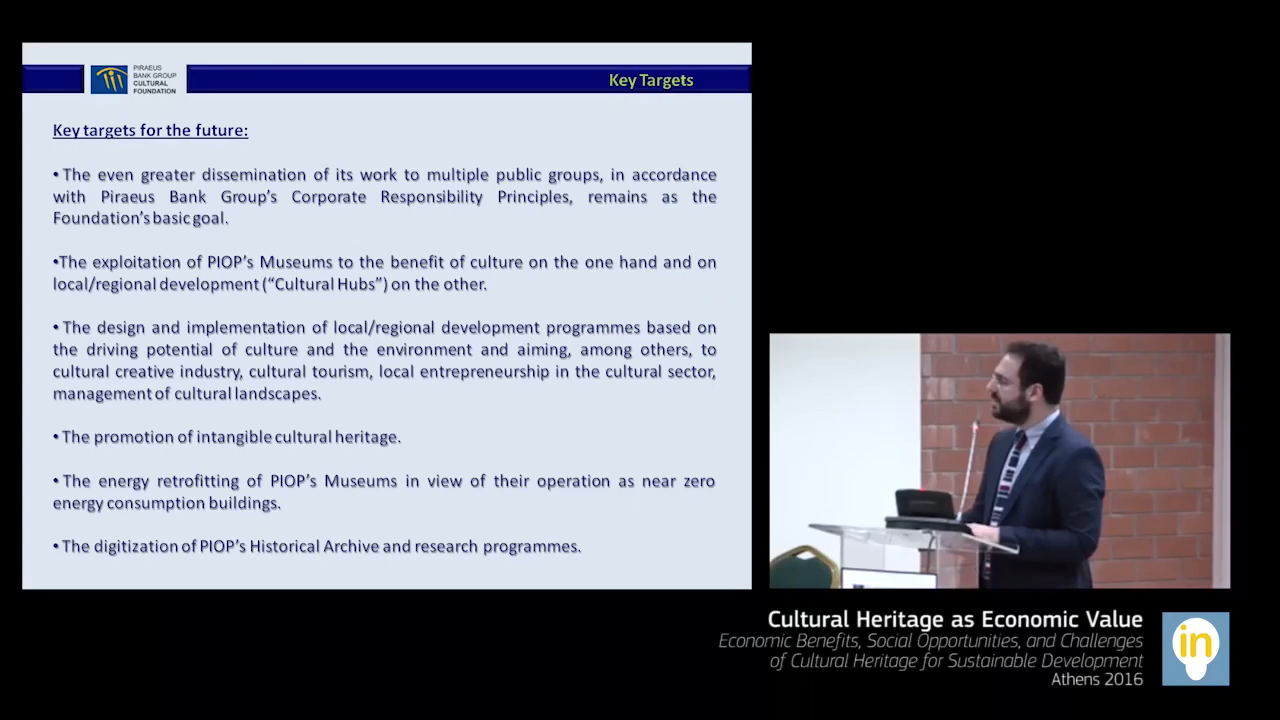 PIRAEUS
BANK GROUP
CULTURAL
FOUNDATION
Key Targets
Key targets for the future:
• The even greater dissemination of its work to multiple public groups, in accordance
with Piraeus Bank Group's Corporate Responsibility Principles, remains as the
Foundation's basic goal.
•The exploitation of PIOP's Museums to the benefit of culture on the one hand and on
local/regional development (“Cultural Hubs”) on the other.
• The design and implementation of local/regional development programmes based on
the driving potential of culture and the environment and aiming, among others, to
cultural creative industry, cultural tourism, local entrepreneurship in the cultural sector,
management of cultural landscapes.
• The promotion of intangible cultural heritage.
• The energy retrofitting of PIOP's Museums in view of their operation as near zero
energy consumption buildings.
• The digitization of PIOP's Historical Archive and research programmes.
Cultural Heritage as Economic Value
Economic Benefits, Social Opportunities, and Challenges
of Cultural Heritage for Sustainable Development
Athens 2016
in